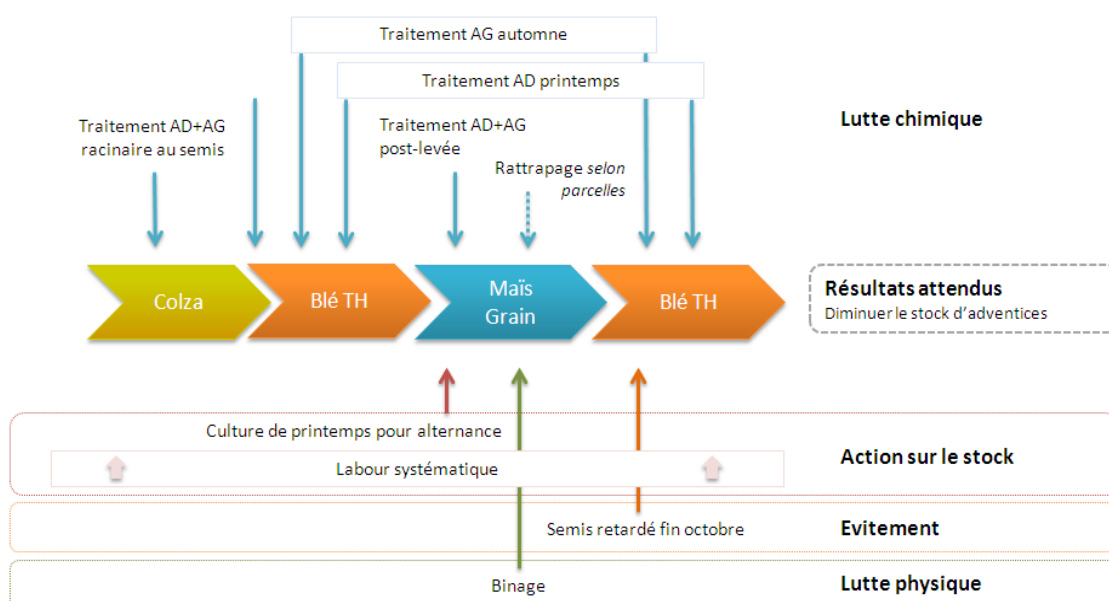 Traitement AG automne
Traitement AD printemps
Traitement AD+AG
racinaire au semis
Traitement AD+AG
post-levée
Rattrapage selon
parcelles
Lutte chimique
Colza
Blé TH
Maïs
Grain
Blé TH
Résultats attendus
Diminuer le stock d’adventices
Culture de printemps pour alternance
Labour systématique
Action sur le stock
Semis retardé fin octobre
Evitement
Binage
Lutte physique